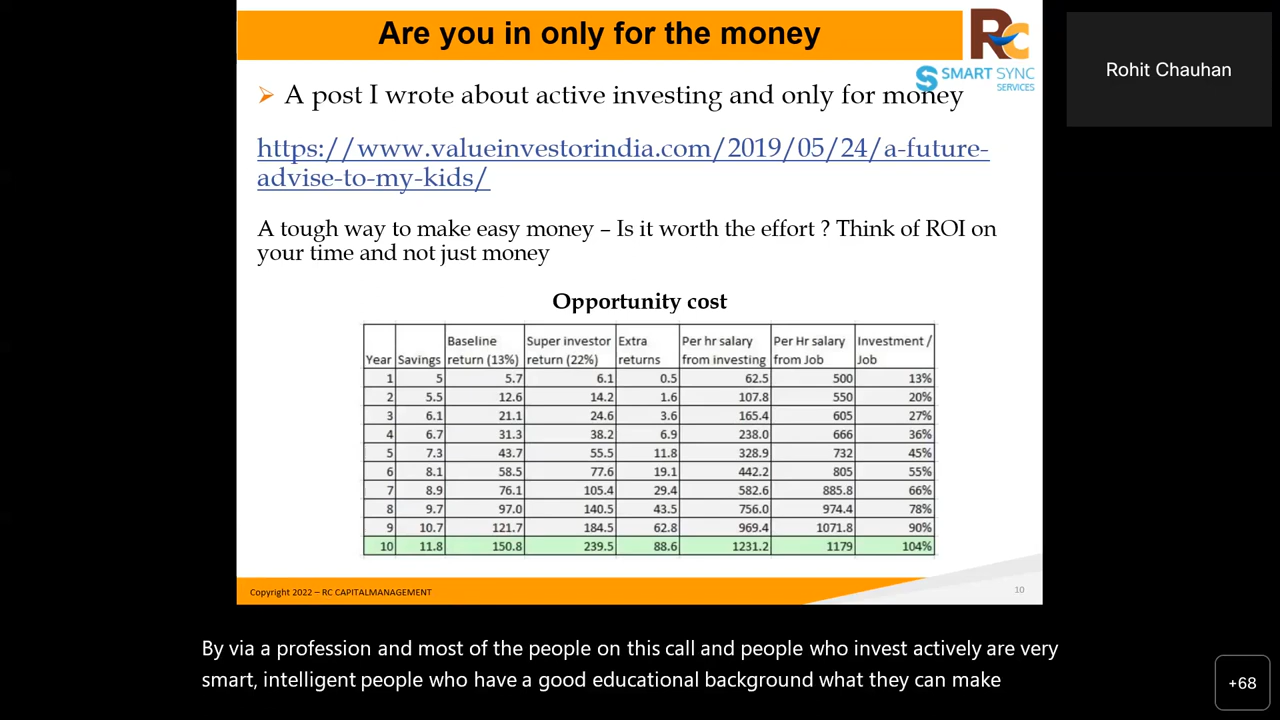 Are you in only for the money
RC
SMART SYNC
SERVICES
Rohit Chauhan
➢ A post I wrote about active investing and only for money
https://www.valueinvestorindia.com/2019/05/24/a-future-
advise-to-my-kids/
A tough way to make easy money – Is it worth the effort ? Think of ROI on
your time and not just money
Opportunity cost
Year Savings Baseline return (13%) Super investor return (22%) Extra returns Per hr salary from investing Per Hr salary from Job Investment / Job
1 5 5.7 6.1 0.5 62.5 500 13%
2 5.5 12.6 14.2 1.6 107.8 550 20%
3 6.1 21.1 24.6 3.6 165.4 605 27%
4 6.7 31.3 38.2 6.9 238.0 666 36%
5 7.3 43.7 55.5 11.8 328.9 732 45%
6 8.1 58.5 77.6 19.1 442.2 805 55%
7 8.9 76.1 105.4 29.4 582.6 885.8 66%
8 9.7 97.0 140.5 43.5 756.0 974.4 78%
9 10.7 121.7 184.5 62.8 969.4 1071.8 90%
10 11.8 150.8 239.5 88.6 1231.2 1179 104%
Copyright 2022 – RC CAPITALMANAGEMENT
10
By via a profession and most of the people on this call and people who invest actively are very
smart, intelligent people who have a good educational background what they can make
+68